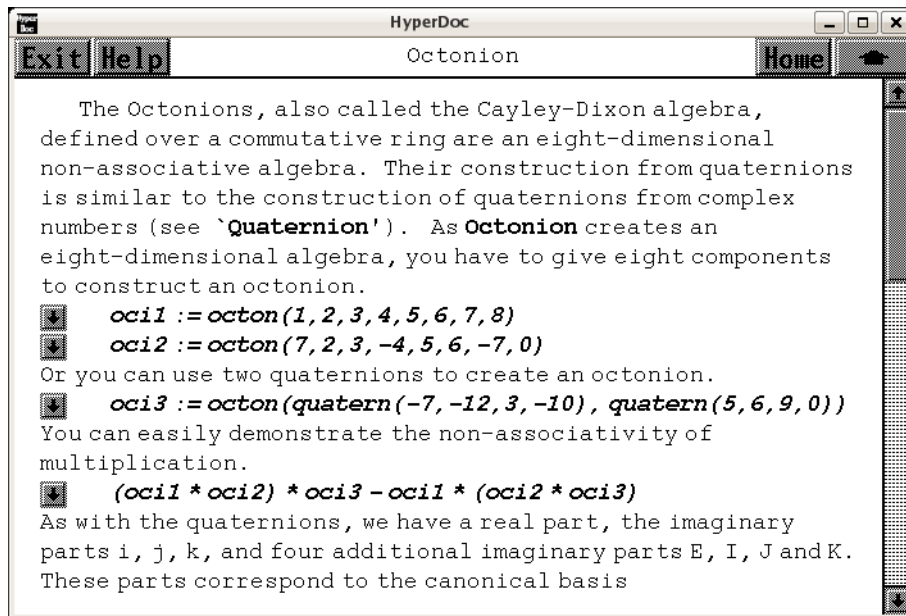 Hyper Doc HyperDoc
Exit Help Octonion Home
The Octonions, also called the Cayley-Dixon algebra,
defined over a commutative ring are an eight-dimensional
non-associative algebra. Their construction from quaternions
is similar to the construction of quaternions from complex
numbers (see `Quaternion'). As Octonion creates an
eight-dimensional algebra, you have to give eight components
to construct an octonion.
oci1 := octon(1,2,3,4,5,6,7,8)
oci2 := octon(7,2,3,-4,5,6,-7,0)
Or you can use two quaternions to create an octonion.
oci3 := octon(quatern(-7,-12,3,-10), quatern(5,6,9,0))
You can easily demonstrate the non-associativity of
multiplication.
(oci1 * oci2) * oci3 - oci1 * (oci2 * oci3)
As with the quaternions, we have a real part, the imaginary
parts i, j, k, and four additional imaginary parts E, I, J and K.
These parts correspond to the canonical basis